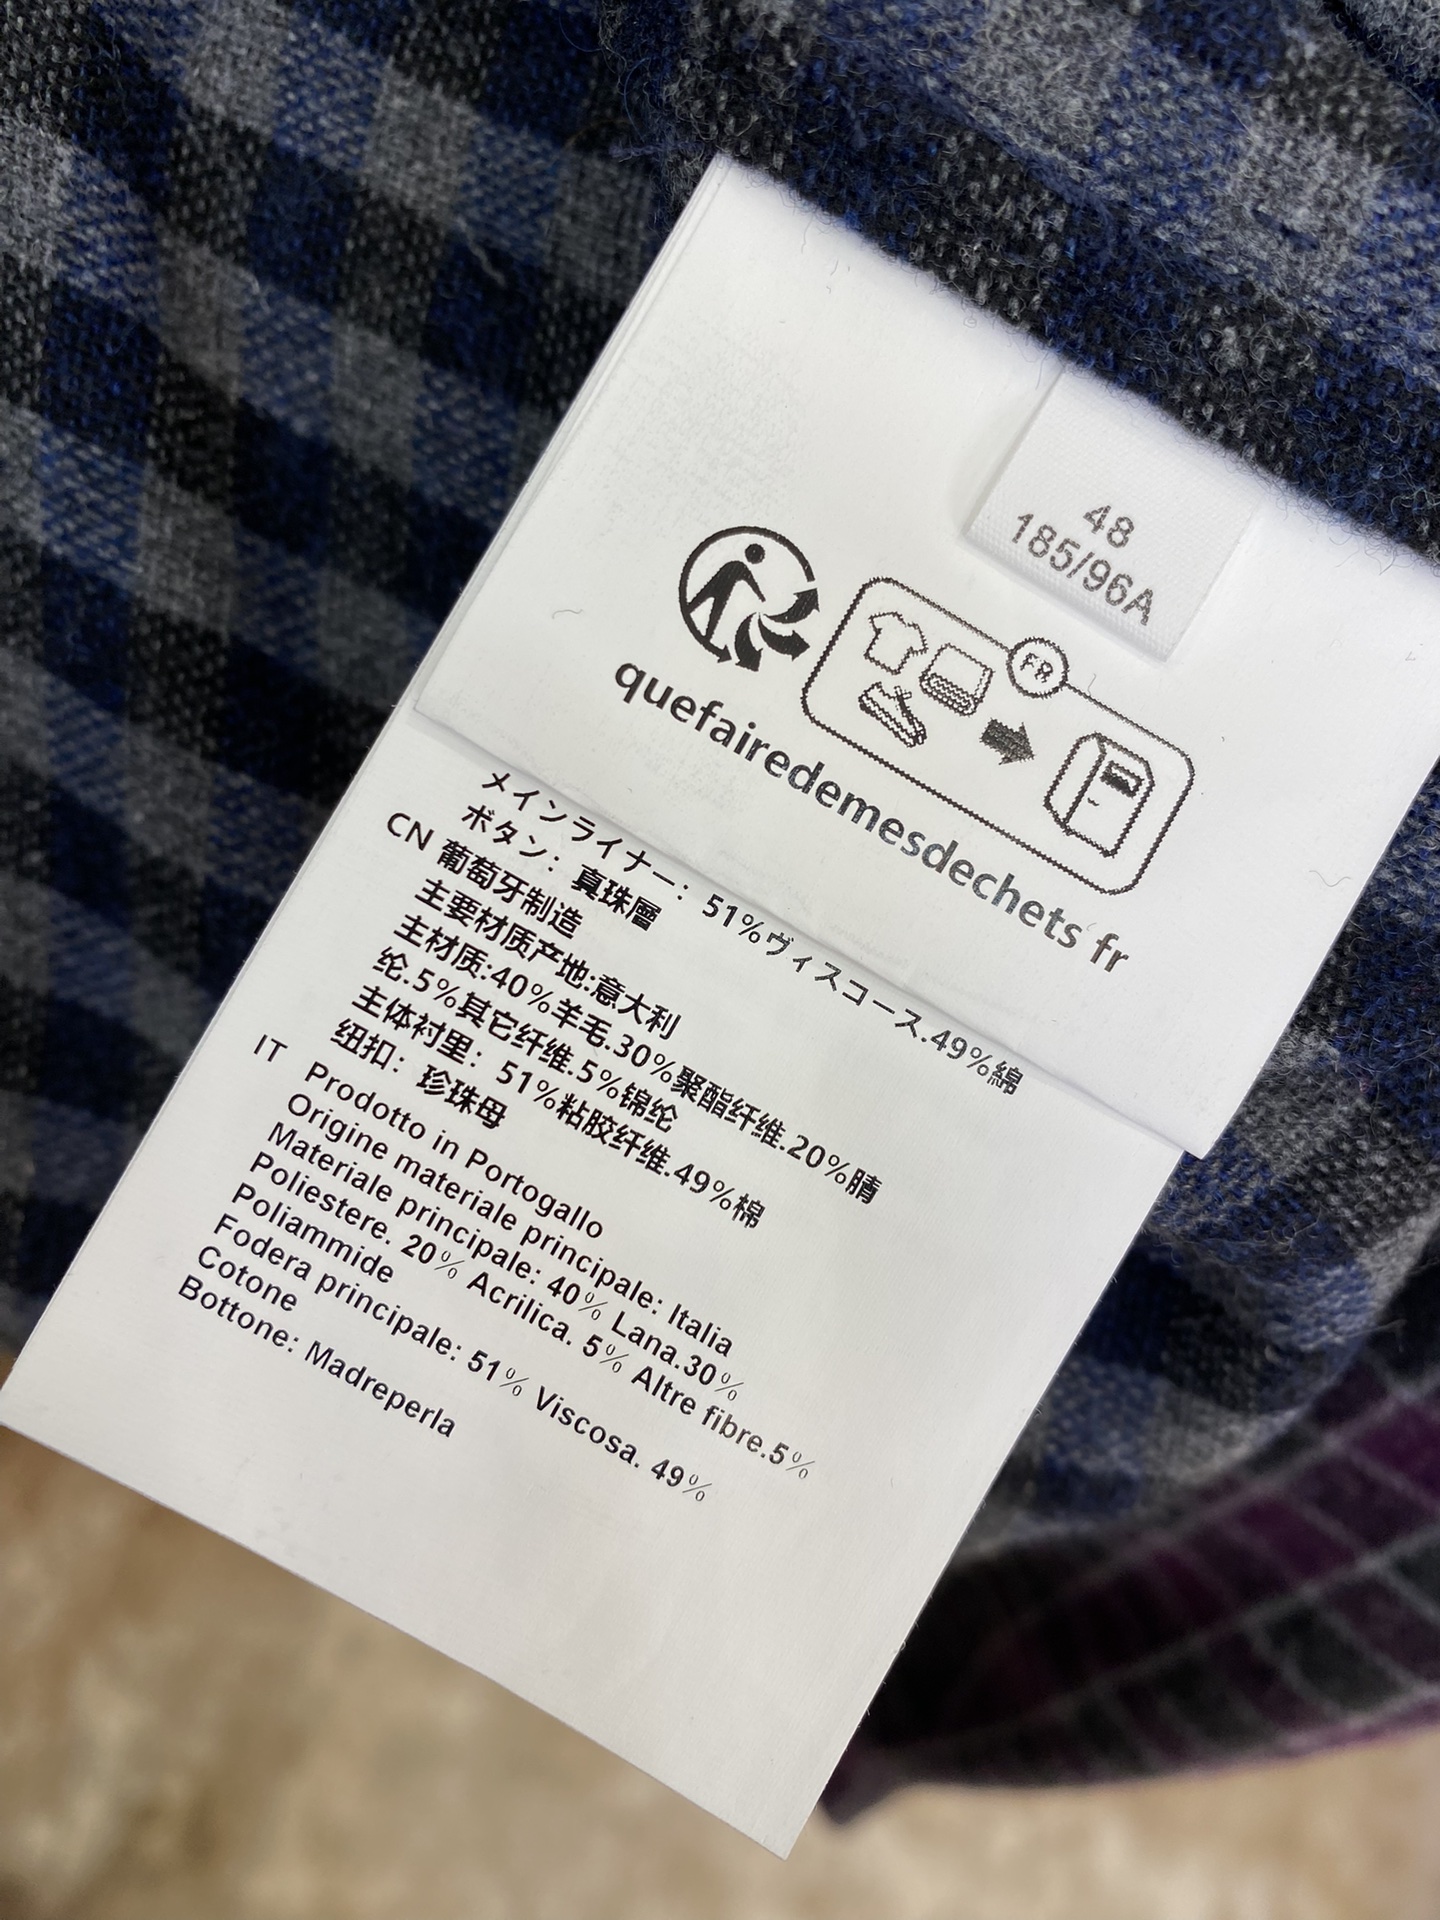 48
185/96A
FR
quefairedemesdechets fr
メインライナー：51%ヴィスコース.49%綿
ボタン：真珠層
CN 葡萄牙制造
主要材质产地:意大利
主材质:40%羊毛.30%聚酯纤维.20%腈
纶.5%其它纤维.5%锦纶
主体衬里：51%粘胶纤维.49%棉
纽扣：珍珠母
IT Prodotto in Portogallo
Origine materiale principale: Italia
Materiale principale: 40% Lana.30%
Poliestere. 20% Acrilica. 5% Altre fibre.5%
Poliammide
Fodera principale: 51% Viscosa. 49%
Cotone
Bottone: Madreperla